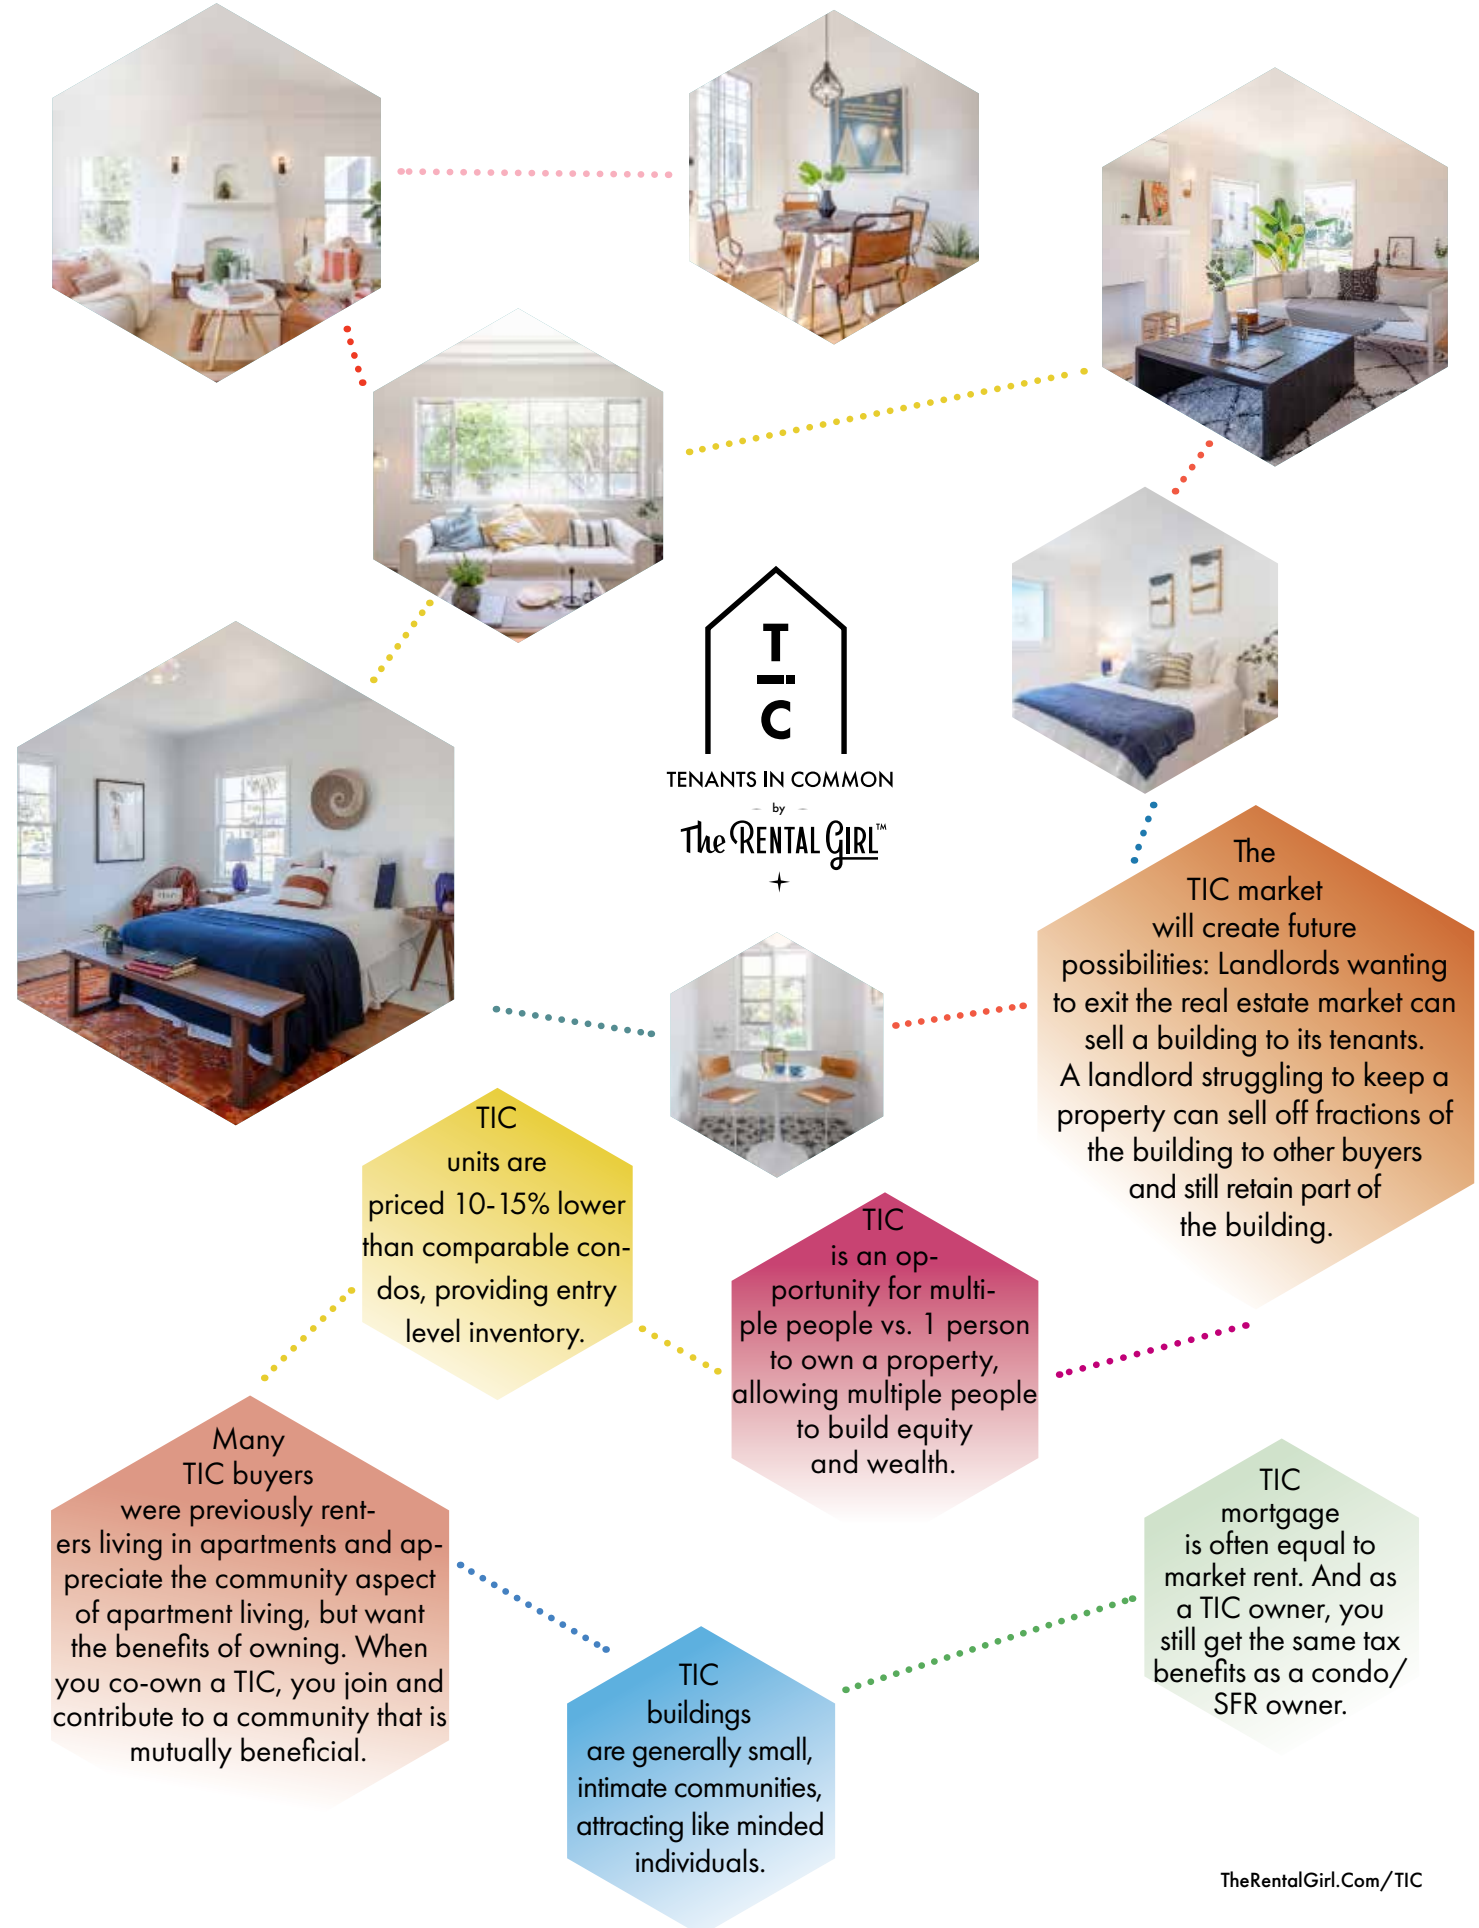 T
I
C
TENANTS IN COMMON
by
The RENTAL GIRL™
The
TIC market
will create future
possibilities: Landlords wanting
to exit the real estate market can
sell a building to its tenants.
A landlord struggling to keep a
property can sell off fractions of
the building to other buyers
and still retain part of
the building.
TIC
units are
priced 10-15% lower
than comparable con-
dos, providing entry
level inventory.
TIC
is an op-
portunity for multi-
ple people vs. 1 person
to own a property,
allowing multiple people
to build equity
and wealth.
Many
TIC buyers
were previously rent-
ers living in apartments and ap-
preciate the community aspect
of apartment living, but want
the benefits of owning. When
you co-own a TIC, you join and
contribute to a community that is
mutually beneficial.
TIC
mortgage
is often equal to
market rent. And as
a TIC owner, you
still get the same tax
benefits as a condo/
SFR owner.
TIC
buildings
are generally small,
intimate communities,
attracting like minded
individuals.
TheRentalGirl.Com/TIC